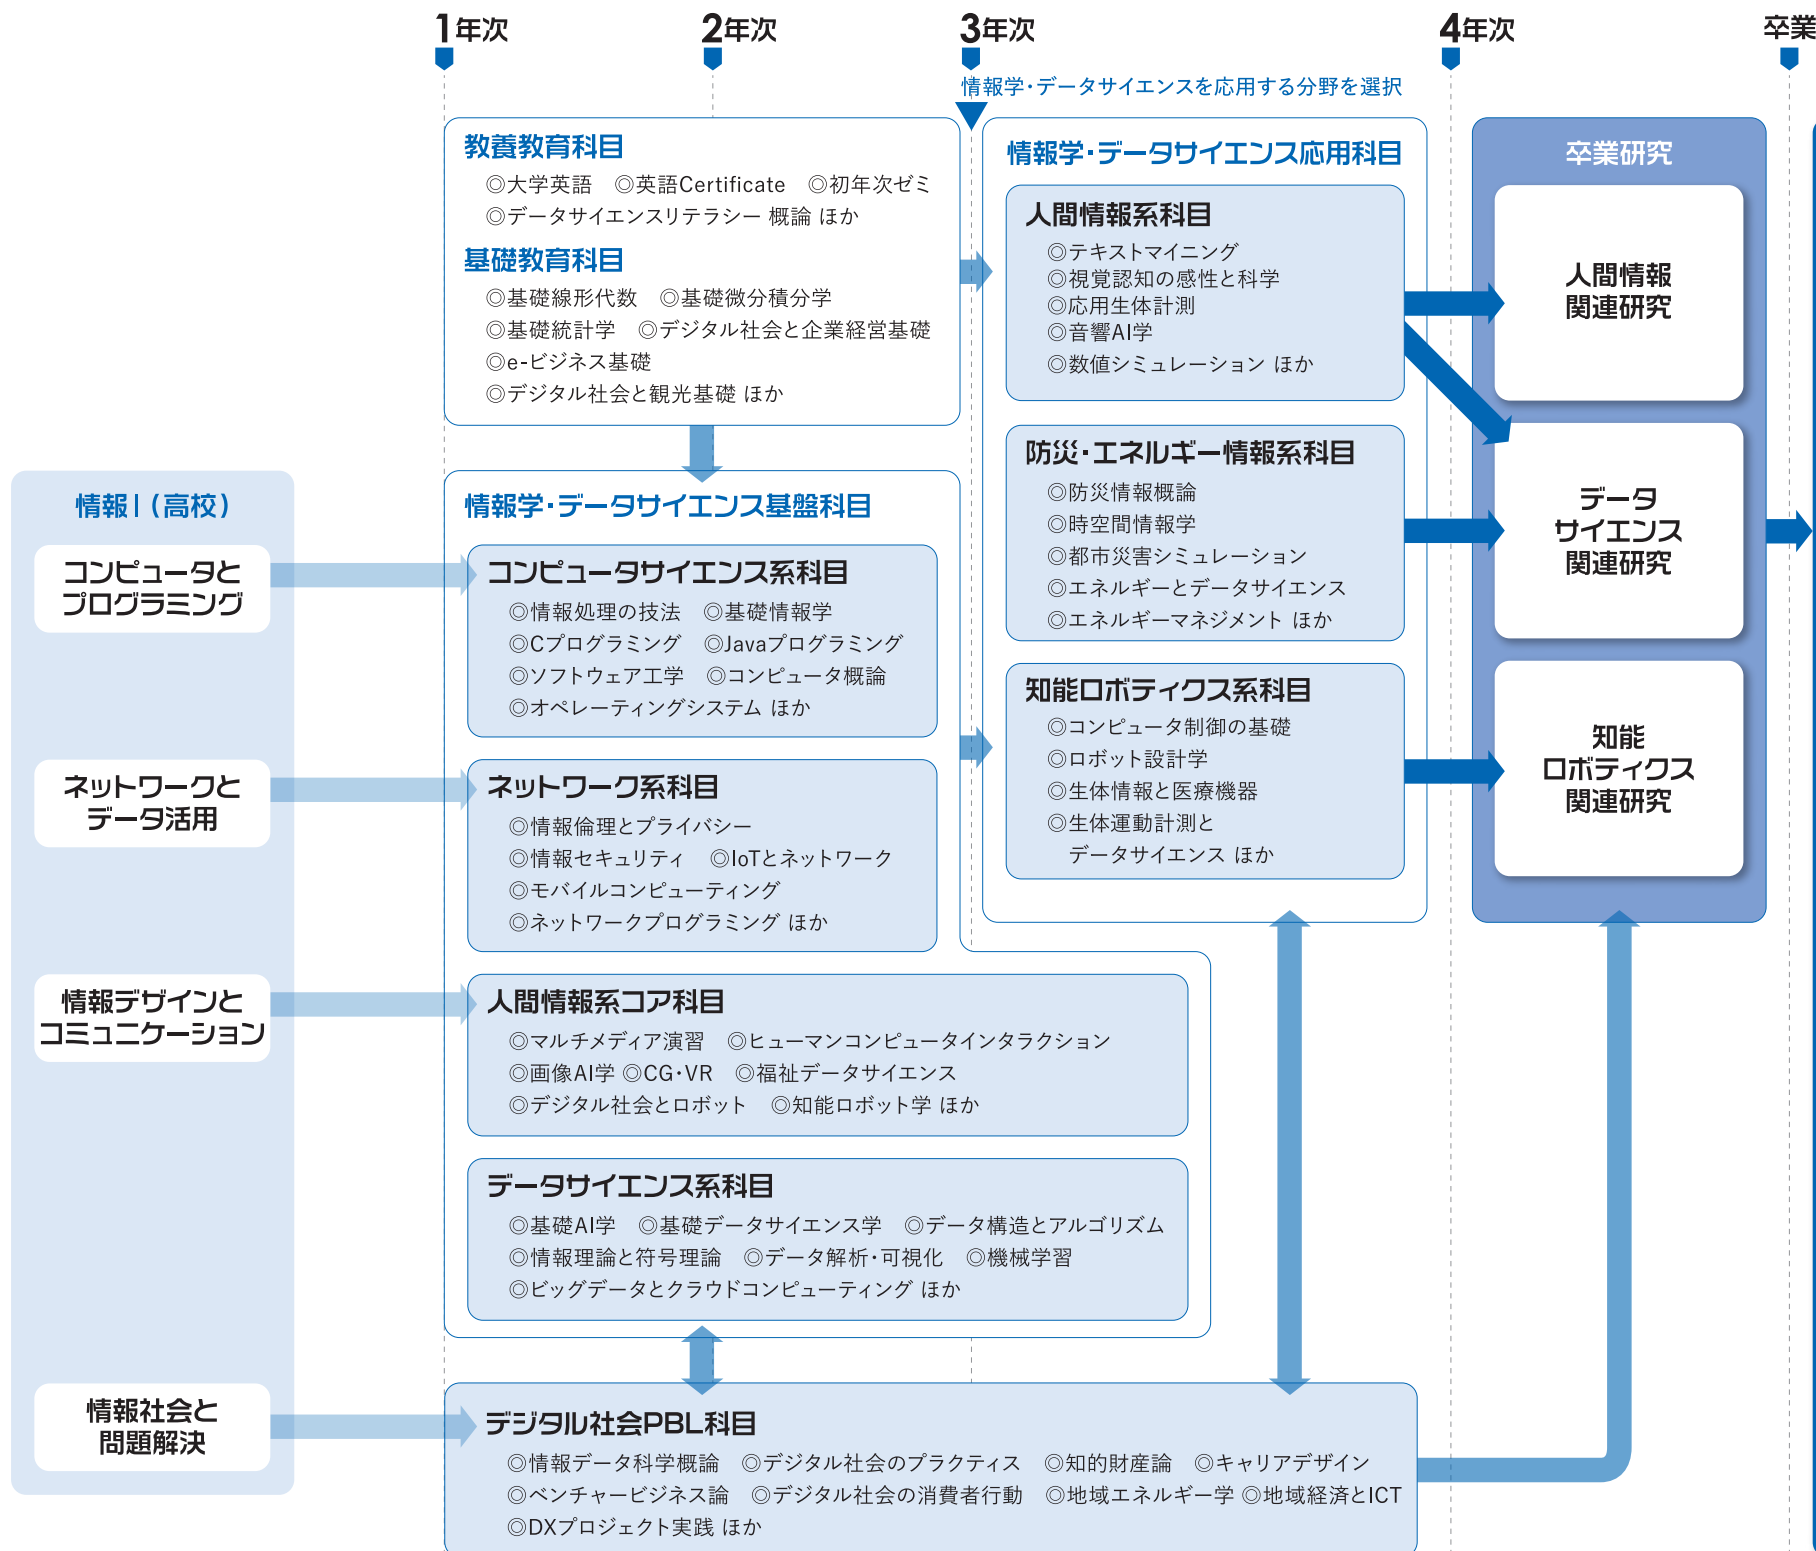 1年次
2年次
3年次
4年次
卒業
情報学・データサイエンスを応用する分野を選択
教養教育科目
◎大学英語 ◎英語Certificate ◎初年次ゼミ
◎データサイエンスリテラシー 概論 ほか
基礎教育科目
◎基礎線形代数 ◎基礎微分積分学
◎基礎統計学 ◎デジタル社会と企業経営基礎
◎e-ビジネス基礎
◎デジタル社会と観光基礎 ほか
情報Ⅰ（高校）
コンピュータと
プログラミング
ネットワークと
データ活用
情報デザインと
コミュニケーション
情報社会と
問題解決
情報学・データサイエンス基盤科目
コンピュータサイエンス系科目
◎情報処理の技法 ◎基礎情報学
◎Cプログラミング ◎Javaプログラミング
◎ソフトウェア工学 ◎コンピュータ概論
◎オペレーティングシステム ほか
ネットワーク系科目
◎情報倫理とプライバシー
◎情報セキュリティ ◎IoTとネットワーク
◎モバイルコンピューティング
◎ネットワークプログラミング ほか
人間情報系コア科目
◎マルチメディア演習 ◎ヒューマンコンピュータインタラクション
◎画像AI学 ◎CG・VR ◎福祉データサイエンス
◎デジタル社会とロボット ◎知能ロボット学 ほか
データサイエンス系科目
◎基礎AI学 ◎基礎データサイエンス学 ◎データ構造とアルゴリズム
◎情報理論と符号理論 ◎データ解析・可視化 ◎機械学習
◎ビッグデータとクラウドコンピューティング ほか
デジタル社会PBL科目
◎情報データ科学概論 ◎デジタル社会のプラクティス ◎知的財産論 ◎キャリアデザイン
◎ベンチャービジネス論 ◎デジタル社会の消費者行動 ◎地域エネルギー学 ◎地域経済とICT
◎DXプロジェクト実践 ほか
情報学・データサイエンス応用科目
人間情報系科目
◎テキストマイニング
◎視覚認知の感性と科学
◎応用生体計測
◎音響AI学
◎数値シミュレーション ほか
防災・エネルギー情報系科目
◎防災情報概論
◎時空間情報学
◎都市災害シミュレーション
◎エネルギーとデータサイエンス
◎エネルギーマネジメント ほか
知能ロボティクス系科目
◎コンピュータ制御の基礎
◎ロボット設計学
◎生体情報と医療機器
◎生体運動計測と
データサイエンス ほか
卒業研究
人間情報
関連研究
データ
サイエンス
関連研究
知能
ロボティクス
関連研究